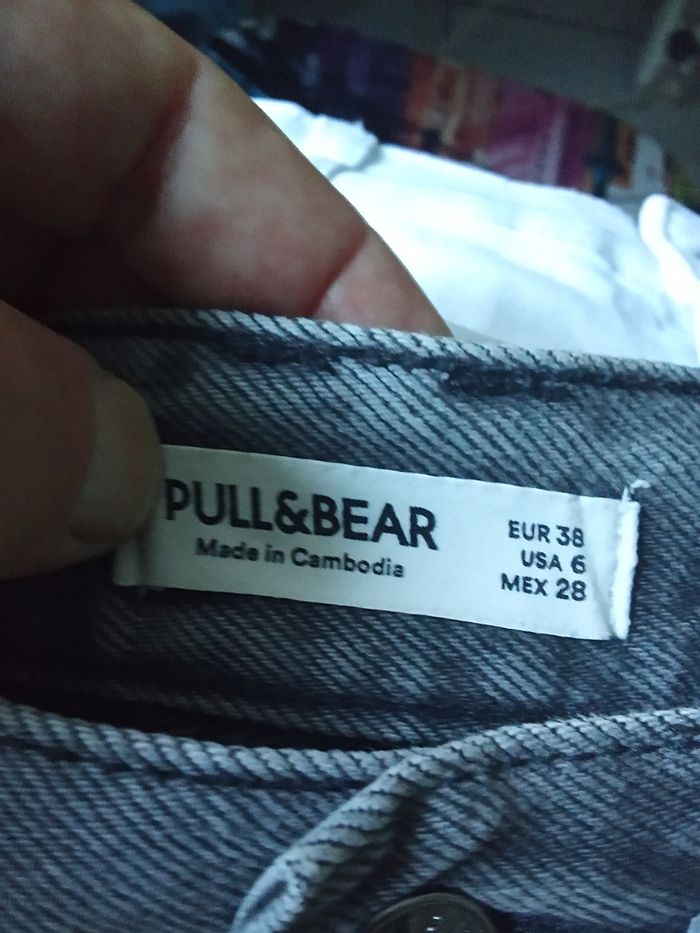 PULL&BEAR
Made in Cambodia
EUR 38
USA 6
MEX 28